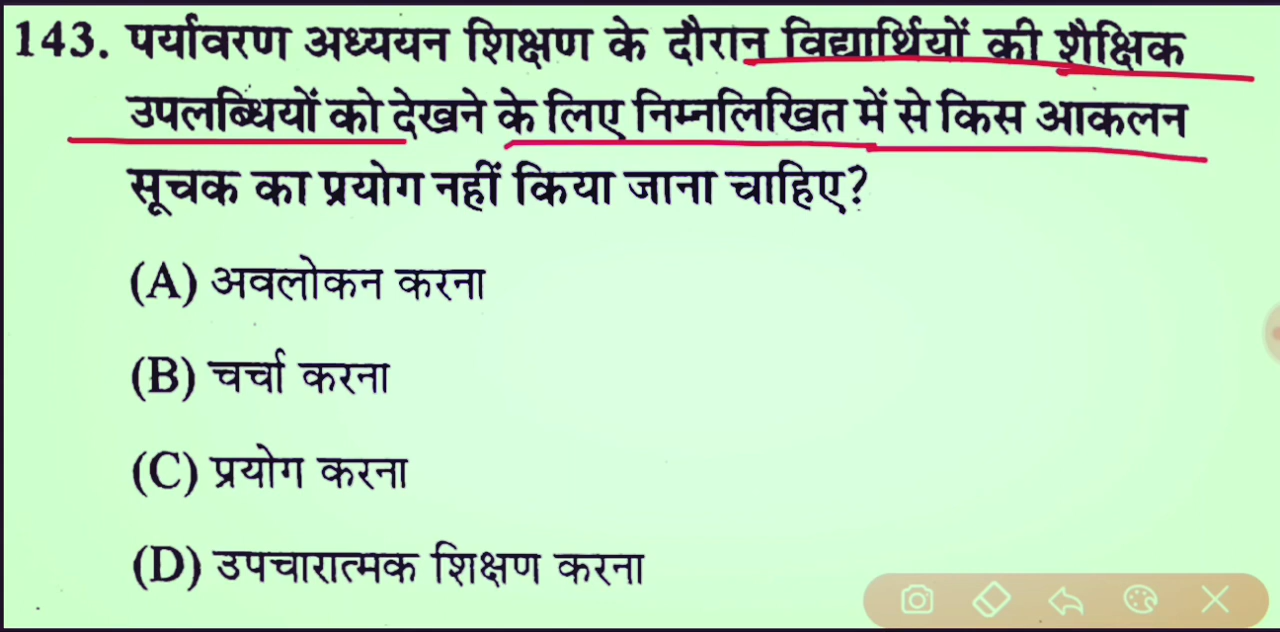 143. पर्यावरण अध्ययन शिक्षण के दौरान विद्यार्थियों की शैक्षिक
उपलब्धियों को देखने के लिए निम्नलिखित में से किस आकलन
सूचक का प्रयोग नहीं किया जाना चाहिए?
(A) अवलोकन करना
(B) चर्चा करना
(C) प्रयोग करना
(D) उपचारात्मक शिक्षण करना